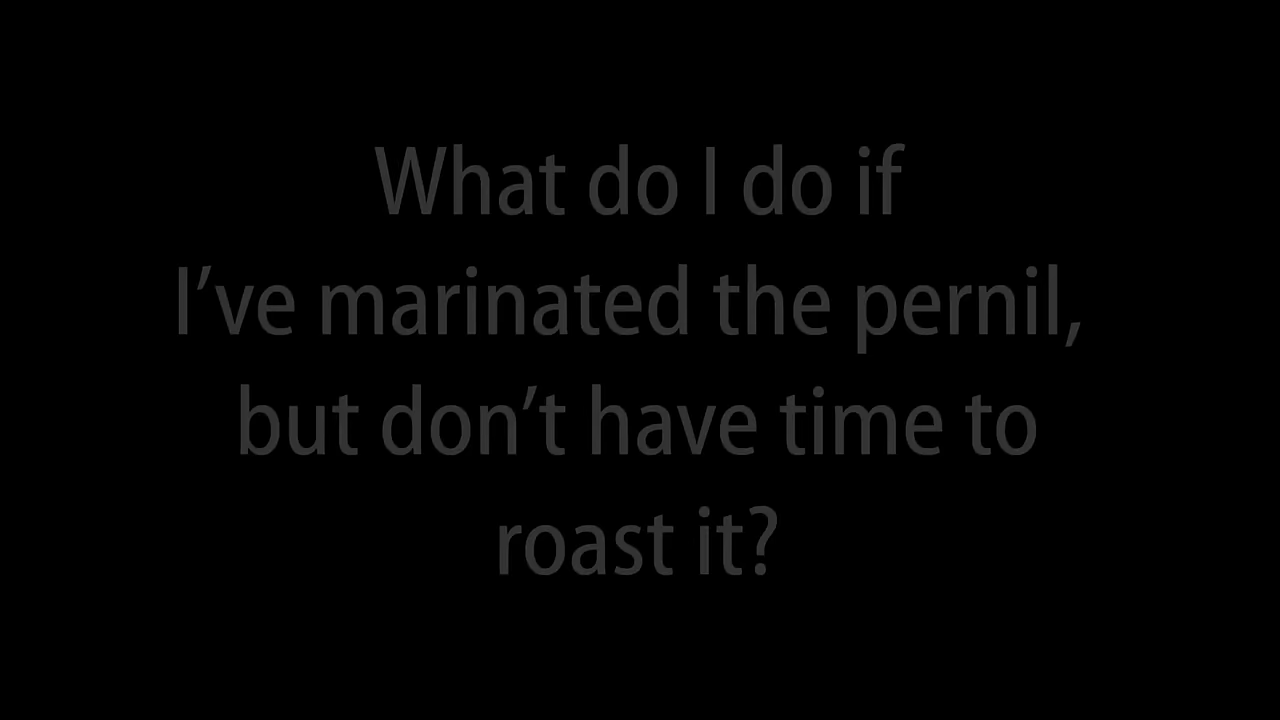 What do I do if
I’ve marinated the pernil,
but don’t have time to
roast it?